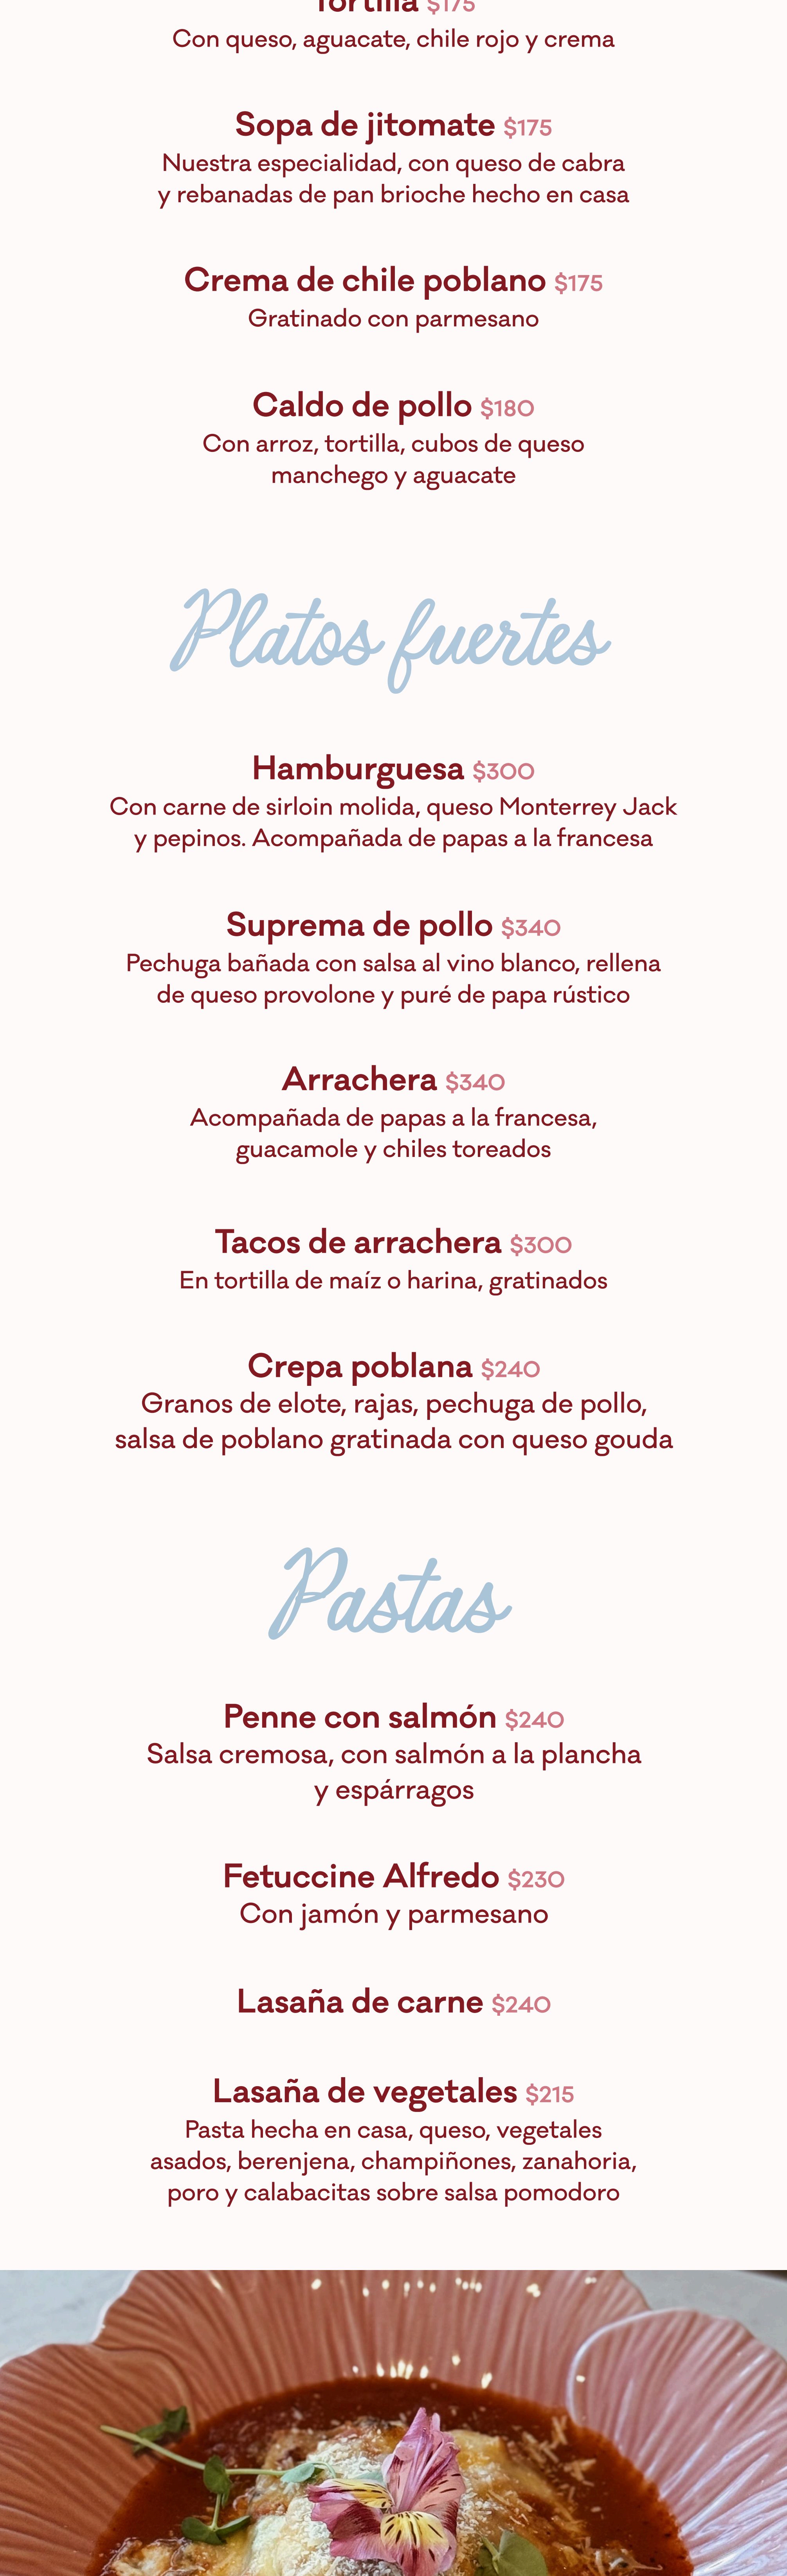 Tortilla $175
Con queso, aguacate, chile rojo y crema
Sopa de jitomate $175
Nuestra especialidad, con queso de cabra
y rebanadas de pan brioche hecho en casa
Crema de chile poblano $175
Gratinado con parmesano
Caldo de pollo $180
Con arroz, tortilla, cubos de queso
manchego y aguacate
Platos fuertes
Hamburguesa $300
Con carne de sirloin molida, queso Monterrey Jack
y pepinos. Acompañada de papas a la francesa
Suprema de pollo $340
Pechuga bañada con salsa al vino blanco, rellena
de queso provolone y puré de papa rústico
Arrachera $340
Acompañada de papas a la francesa,
guacamole y chiles toreados
Tacos de arrachera $300
En tortilla de maíz o harina, gratinados
Crepa poblana $240
Granos de elote, rajas, pechuga de pollo,
salsa de poblano gratinada con queso gouda
Pastas
Penne con salmón $240
Salsa cremosa, con salmón a la plancha
y espárragos
Fetuccine Alfredo $230
Con jamón y parmesano
Lasaña de carne $240
Lasaña de vegetales $215
Pasta hecha en casa, queso, vegetales
asados, berenjena, champiñones, zanahoria,
poro y calabacitas sobre salsa pomodoro